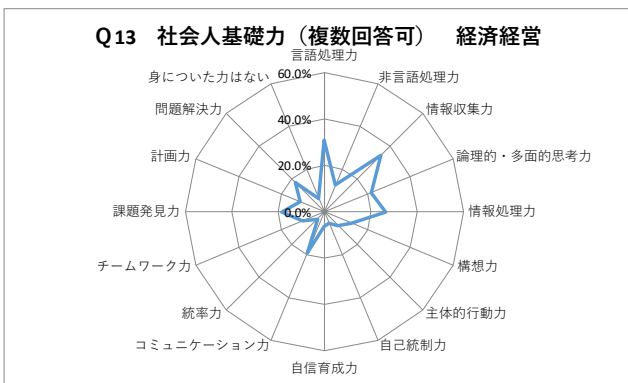 Q13 社会人基礎力（複数回答可） 経済経営
言語処理力
非言語処理力
情報収集力
論理的・多面的思考力
情報処理力
構想力
主体的行動力
自己統制力
自信育成力
コミュニケーション力
統率力
チームワーク力
課題発見力
計画力
問題解決力
身についた力はない
60.0%
40.0%
20.0%
0.0%